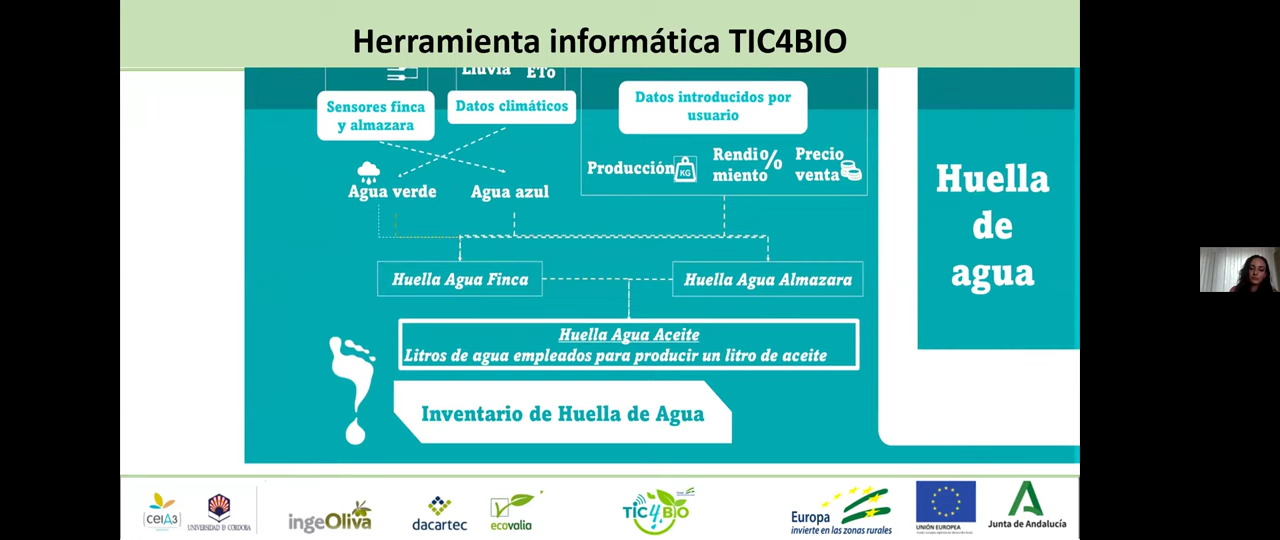 Herramienta informática TIC4BIO
Lluvia ETo
Sensores finca
y almazara
Datos climáticos
Datos introducidos por
usuario
Producción KG
Rendi %
miento
Precio
venta
Agua verde
Agua azul
Huella
de
agua
Huella Agua Finca
Huella Agua Almazara
Huella Agua Aceite
Litros de agua empleados para producir un litro de aceite
Inventario de Huella de Agua
ceiA3
UNIVERSIDAD Ð CORDOBA
ingeOliva
dacartec
ecovalia
TIC4BIO
Europa
invierte en las zonas rurales
UNIÓN EUROPEA
Junta de Andalucía